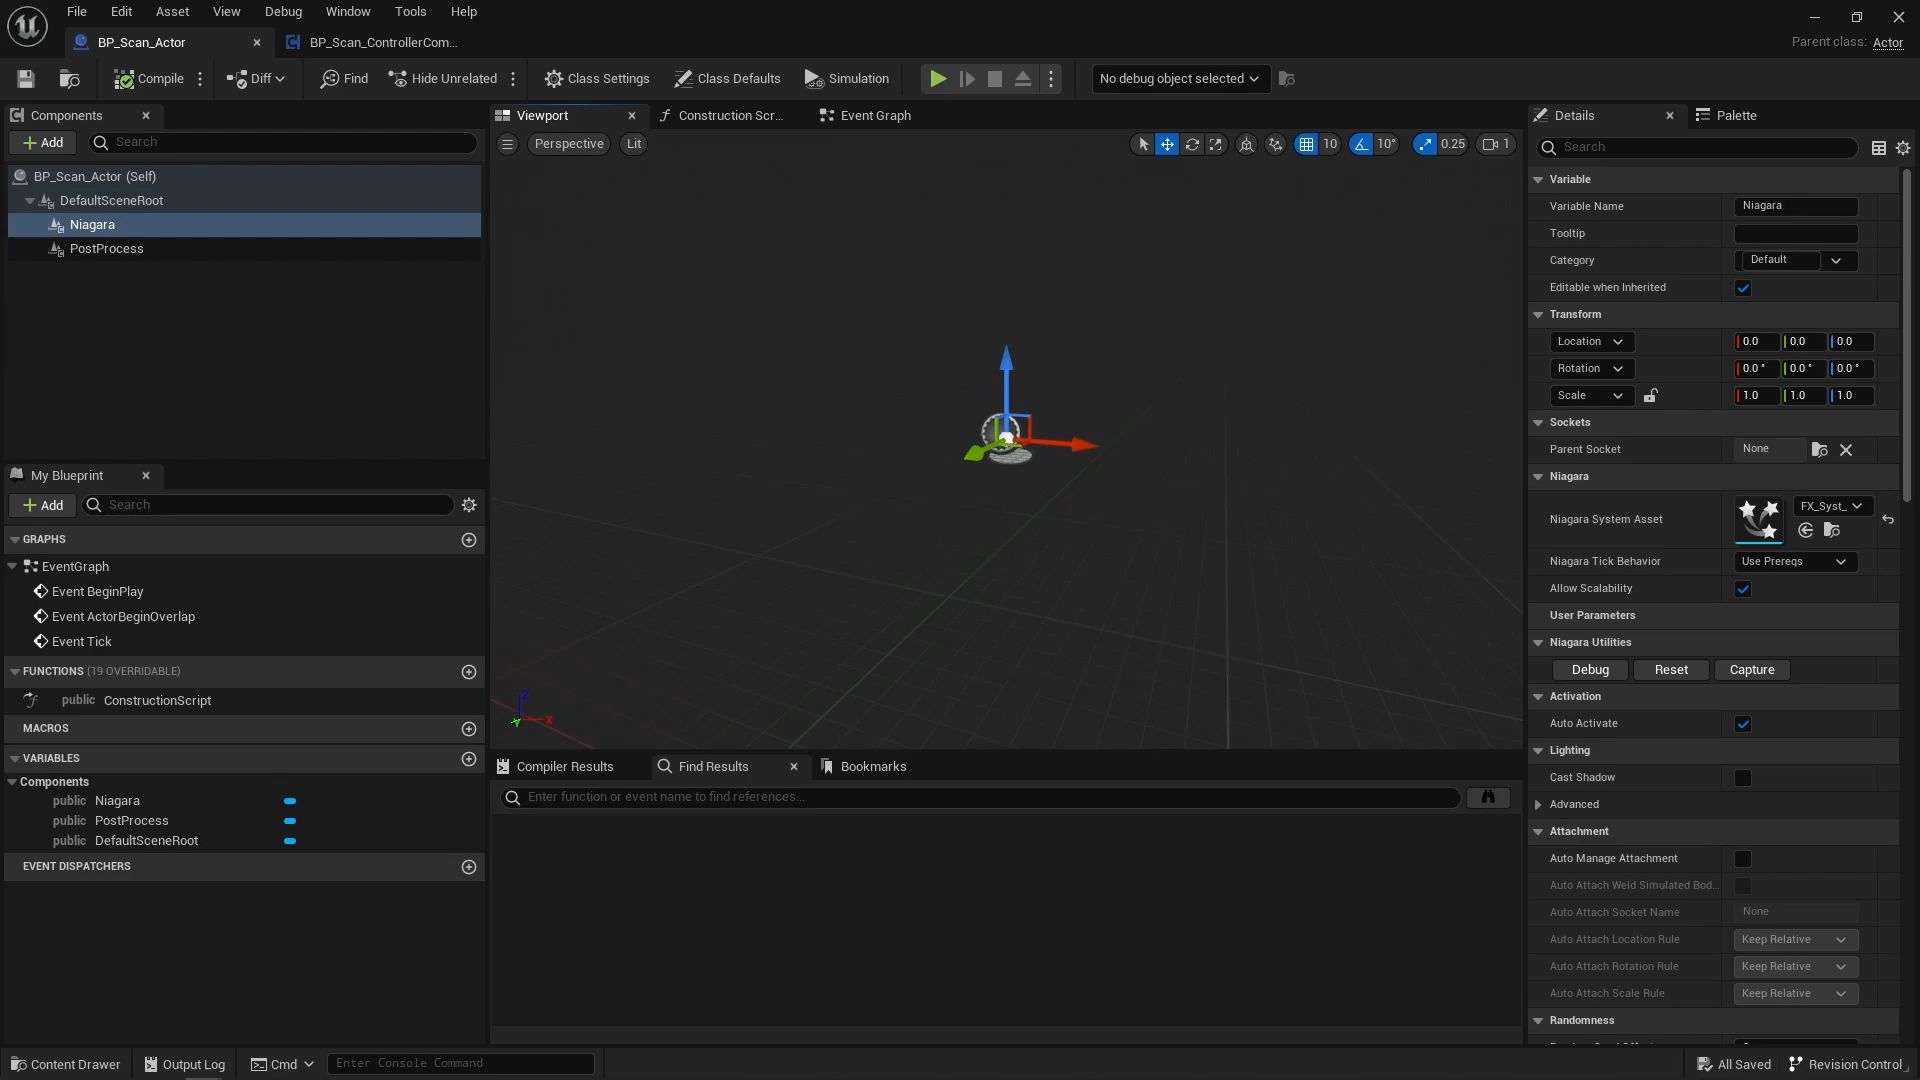 File Edit Asset View Debug Window Tools Help
BP_Scan_Actor
BP_Scan_ControllerCom...
Parent class: Actor
Compile
Diff
Find
Hide Unrelated
Class Settings
Class Defaults
Simulation
No debug object selected
Components
Add
Search
BP_Scan_Actor (Self)
DefaultSceneRoot
Niagara
PostProcess
My Blueprint
Add
Search
GRAPHS
EventGraph
Event BeginPlay
Event ActorBeginOverlap
Event Tick
FUNCTIONS (19 OVERRIDABLE)
public ConstructionScript
MACROS
VARIABLES
Components
public Niagara
public PostProcess
public DefaultSceneRoot
EVENT DISPATCHERS
Viewport
Construction Scr...
Event Graph
Perspective
Lit
10
10°
0.25
1
Z
X
Y
Compiler Results
Find Results
Bookmarks
Enter function or event name to find references...
Details
Palette
Search
Variable
Variable Name Niagara
Tooltip
Category Default
Editable when Inherited
Transform
Location 0.0 0.0 0.0
Rotation 0.0 ° 0.0 ° 0.0 °
Scale 1.0 1.0 1.0
Sockets
Parent Socket None
Niagara
Niagara System Asset FX_Syst_
Niagara Tick Behavior Use Prereqs
Allow Scalability
User Parameters
Niagara Utilities
Debug Reset Capture
Activation
Auto Activate
Lighting
Cast Shadow
Advanced
Attachment
Auto Manage Attachment
Auto Attach Weld Simulated Bod...
Auto Attach Socket Name None
Auto Attach Location Rule Keep Relative
Auto Attach Rotation Rule Keep Relative
Auto Attach Scale Rule Keep Relative
Randomness
Content Drawer
Output Log
Cmd
Enter Console Command
All Saved
Revision Control